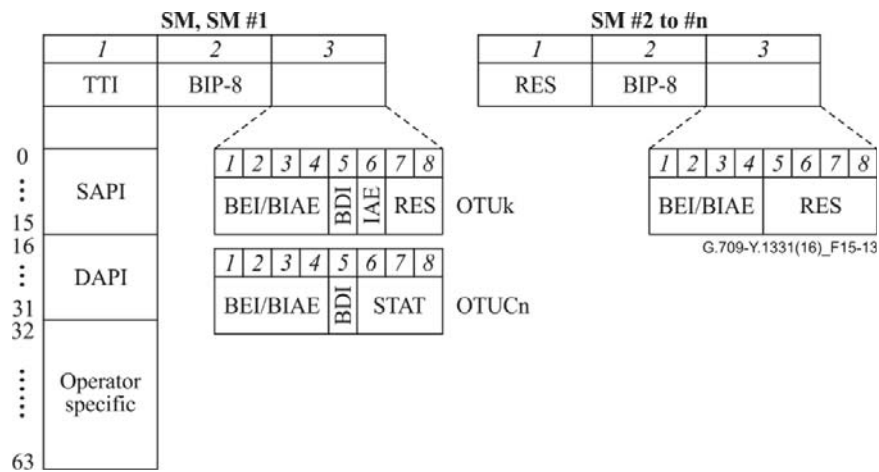 SM, SM #1
SM #2 to #n
1 2 3
1 2 3
TTI BIP-8
RES BIP-8
0
⋮
15
SAPI
1 2 3 4 5 6 7 8
BEI/BIAE BDI IAE RES OTUk
1 2 3 4 5 6 7 8
BEI/BIAE RES
G.709-Y.1331(16)_F15-13
16
⋮
31
DAPI
1 2 3 4 5 6 7 8
BEI/BIAE BDI STAT OTUCn
32
⋮
63
Operator
specific